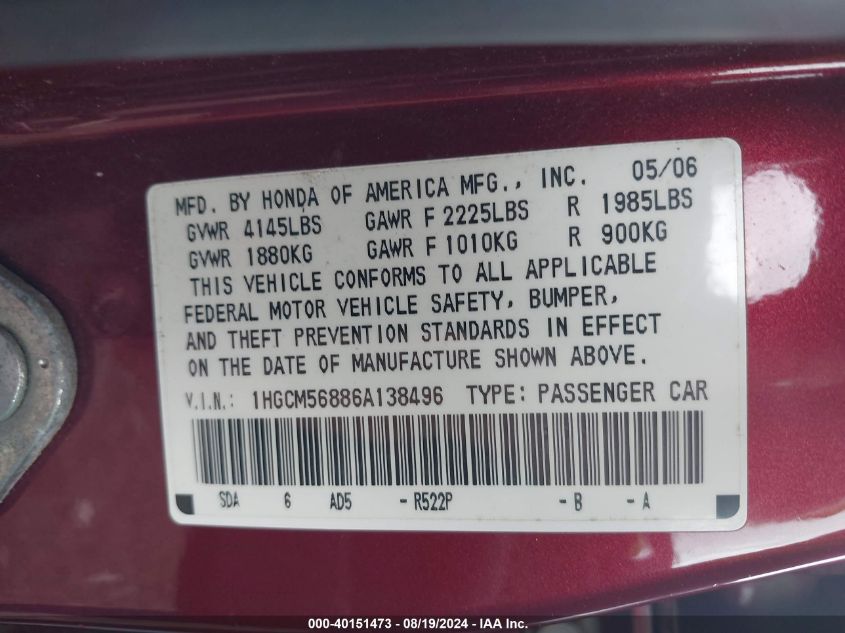 MFD. BY HONDA OF AMERICA MFG., INC. 05/06
GVWR 4145LBS GAWR F 2225LBS R 1985LBS
GVWR 1880KG GAWR F 1010KG R 900KG
THIS VEHICLE CONFORMS TO ALL APPLICABLE
FEDERAL MOTOR VEHICLE SAFETY, BUMPER,
AND THEFT PREVENTION STANDARDS IN EFFECT
ON THE DATE OF MANUFACTURE SHOWN ABOVE.
V.I.N.: 1HGCM56886A138496 TYPE: PASSENGER CAR
SDA 6 AD5 - R522P - B - A
000-40151473 - 08/19/2024 - IAA Inc.